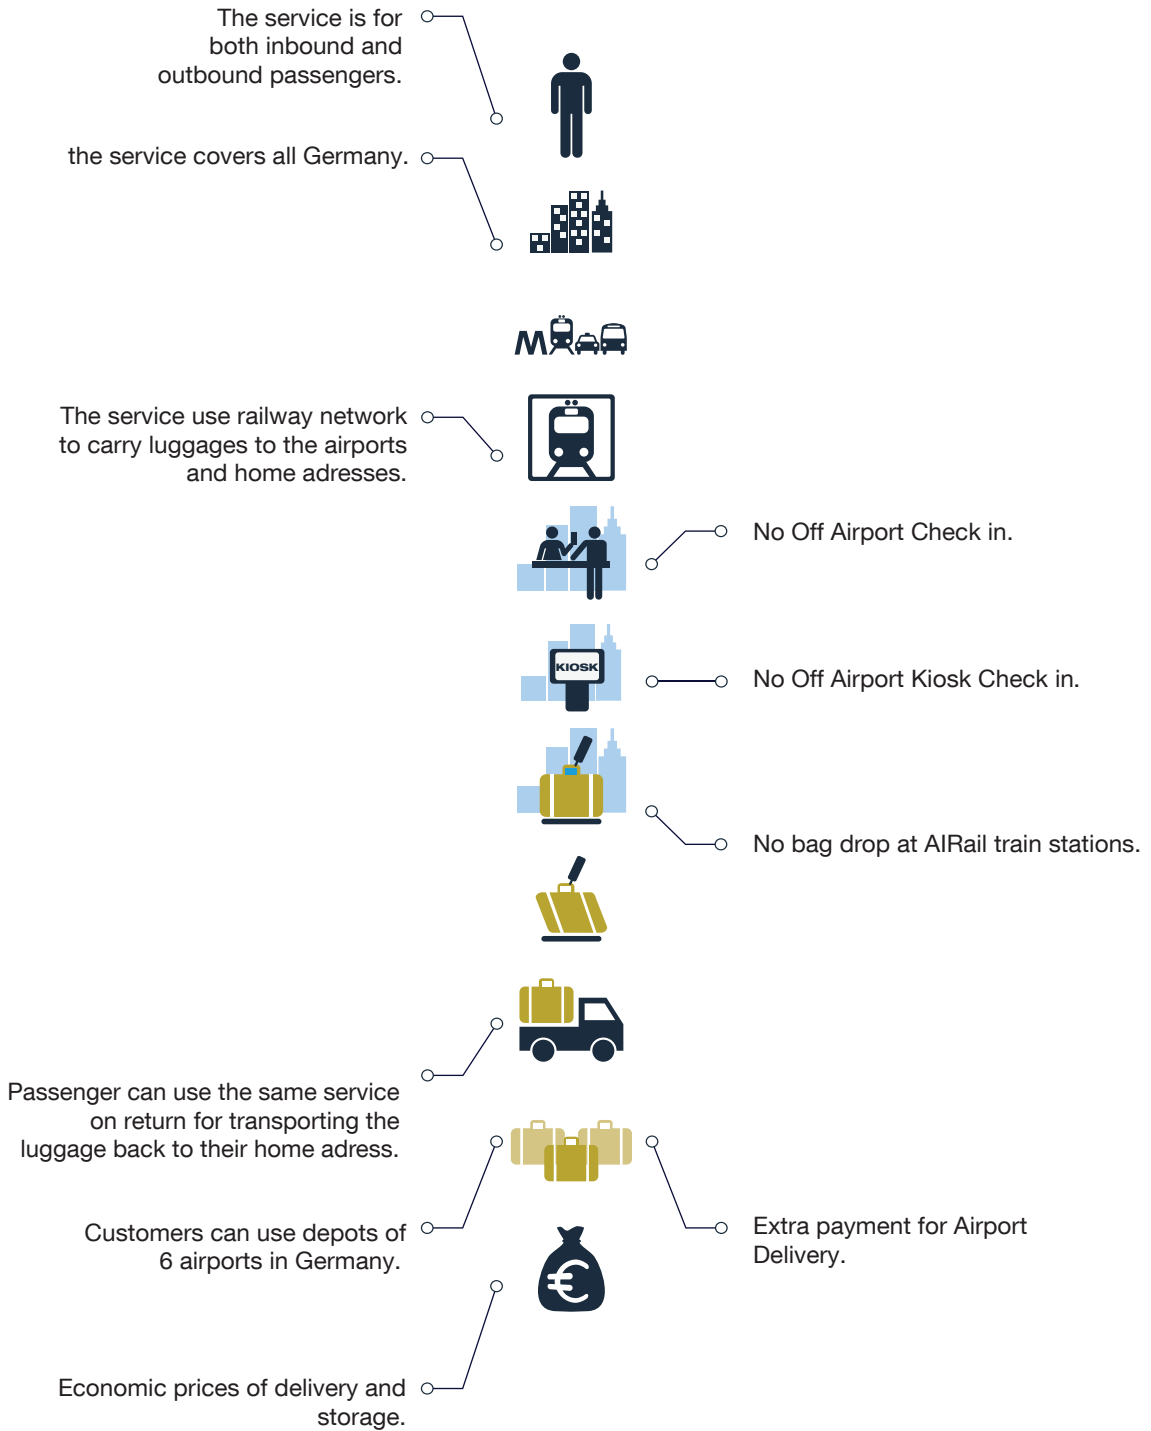 The service is for
both inbound and
outbound passengers.
the service covers all Germany.
M
The service use railway network
to carry luggages to the airports
and home adresses.
No Off Airport Check in.
KIOSK
No Off Airport Kiosk Check in.
No bag drop at AIRail train stations.
Passenger can use the same service
on return for transporting the
luggage back to their home adress.
Customers can use depots of
6 airports in Germany.
Extra payment for Airport
Delivery.
€
Economic prices of delivery and
storage.